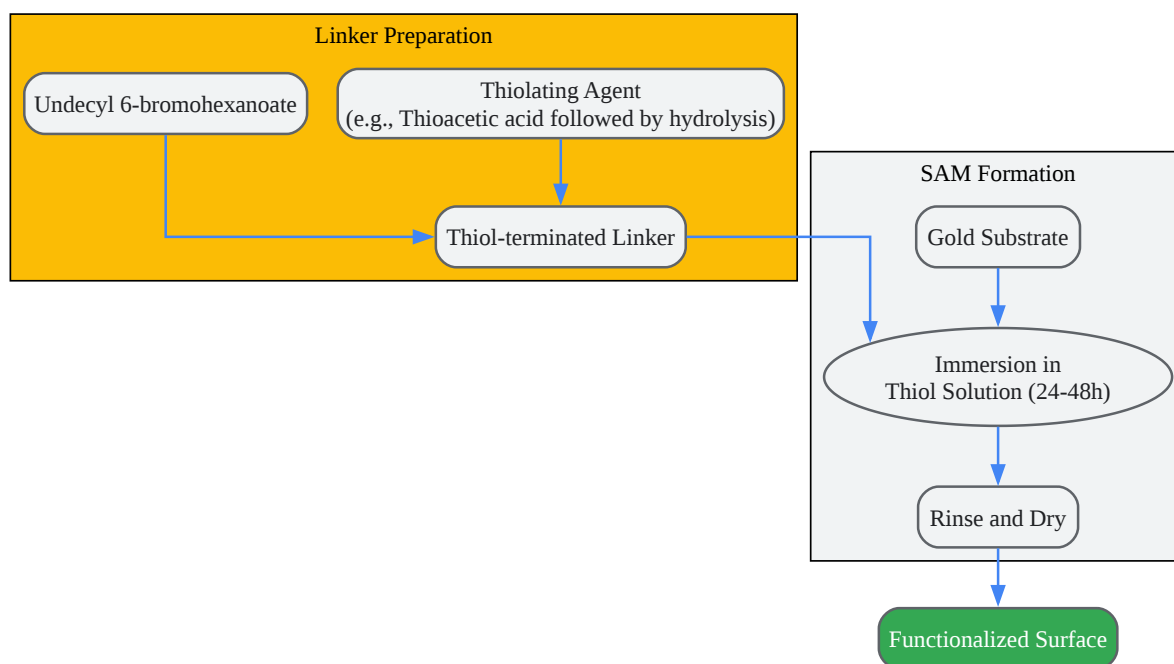 Linker Preparation
Undecyl 6-bromohexanoate
Thiolating Agent
(e.g., Thioacetic acid followed by hydrolysis)
Thiol-terminated Linker
SAM Formation
Gold Substrate
Immersion in
Thiol Solution (24-48h)
Rinse and Dry
Functionalized Surface